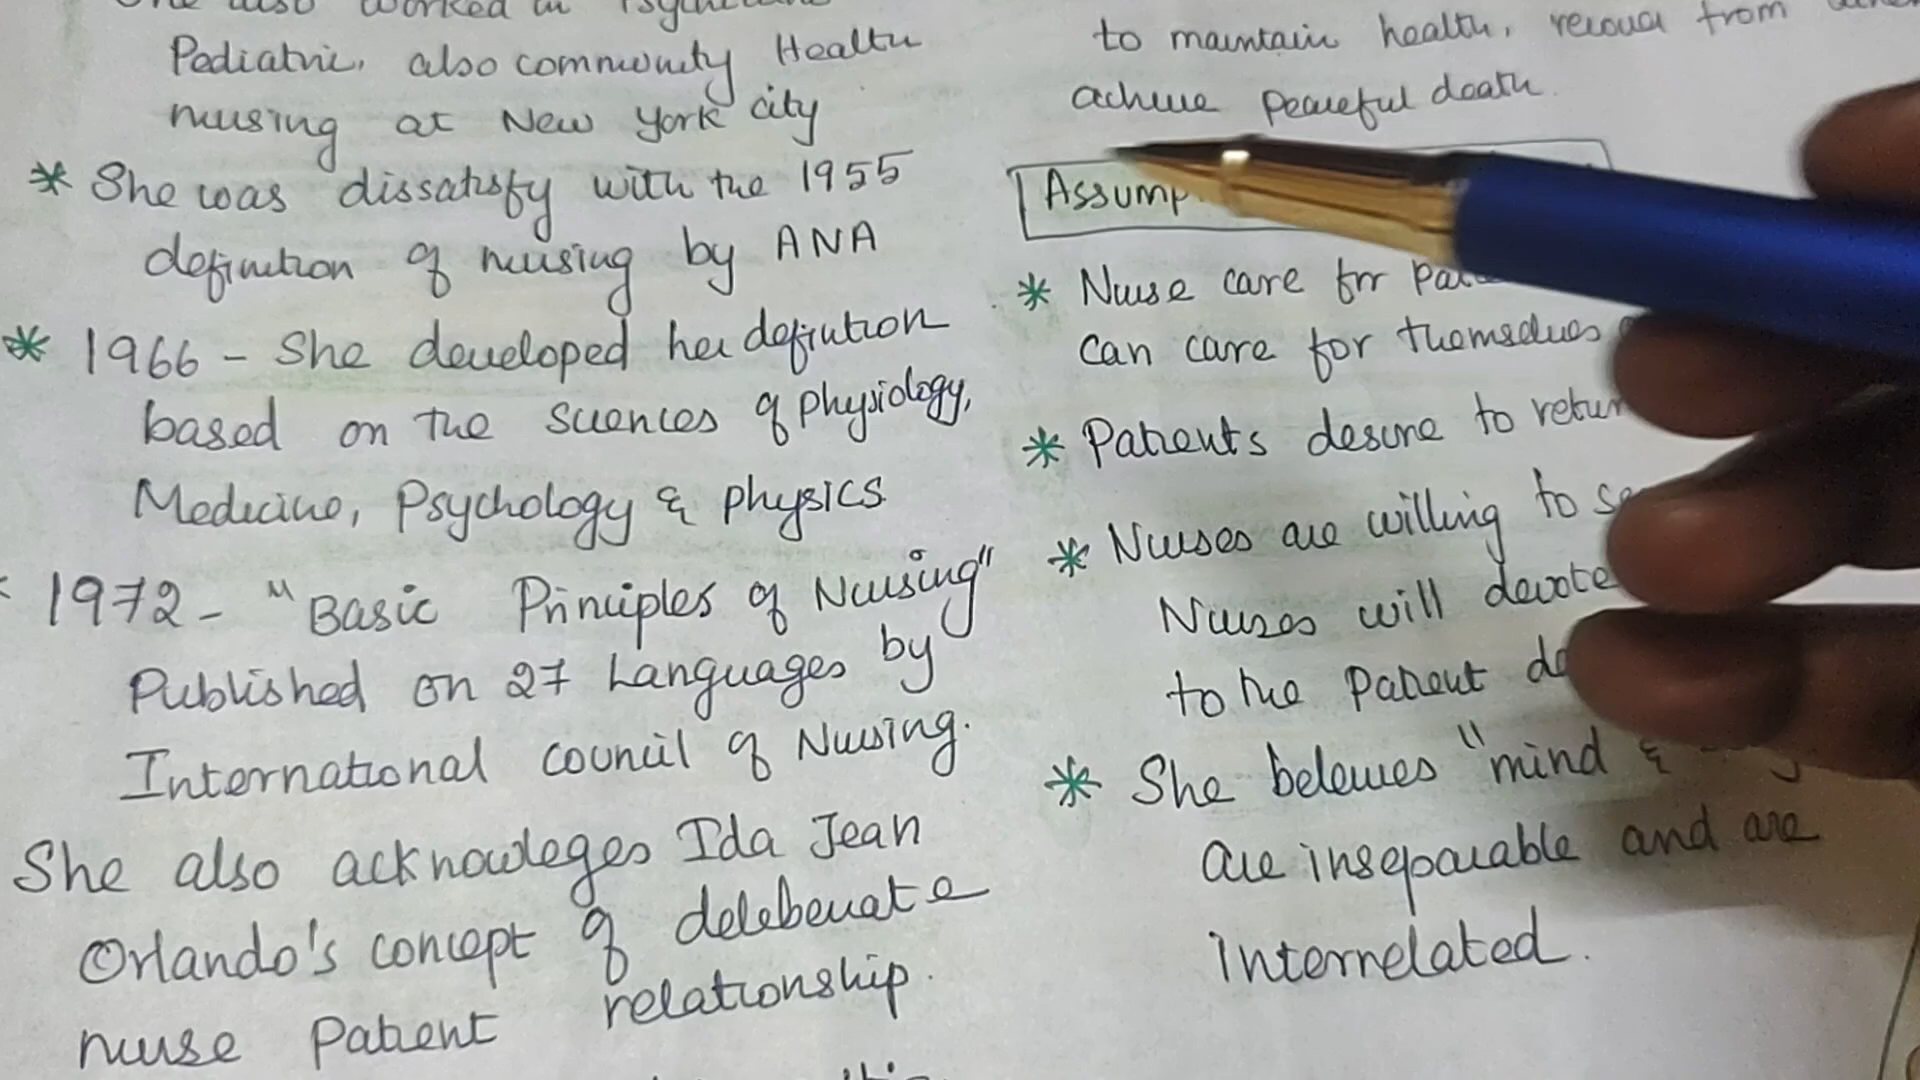 She also worked in
Pediatric, also community Health
nursing at New York city
* She was dissatisfy with the 1955
definition of nursing by ANA
* 1966 - She developed her definition
based on the sciences of physiology,
Medicine, Psychology & physics
1972 - "Basic Principles of Nursing"
Published on 27 Languages by
International council of Nursing.
She also acknowleges Ida Jean
Orlando's concept of deleberate
nurse Patient relationship.
to maintain health, recover from
achieve Peaceful death.
* Nurse care for
can care for themselves
* Patients desire to
* Nurses are willing to
Nurses will devote
to the Patient
* She believes "mind &
are inseparable and are
interrelated.